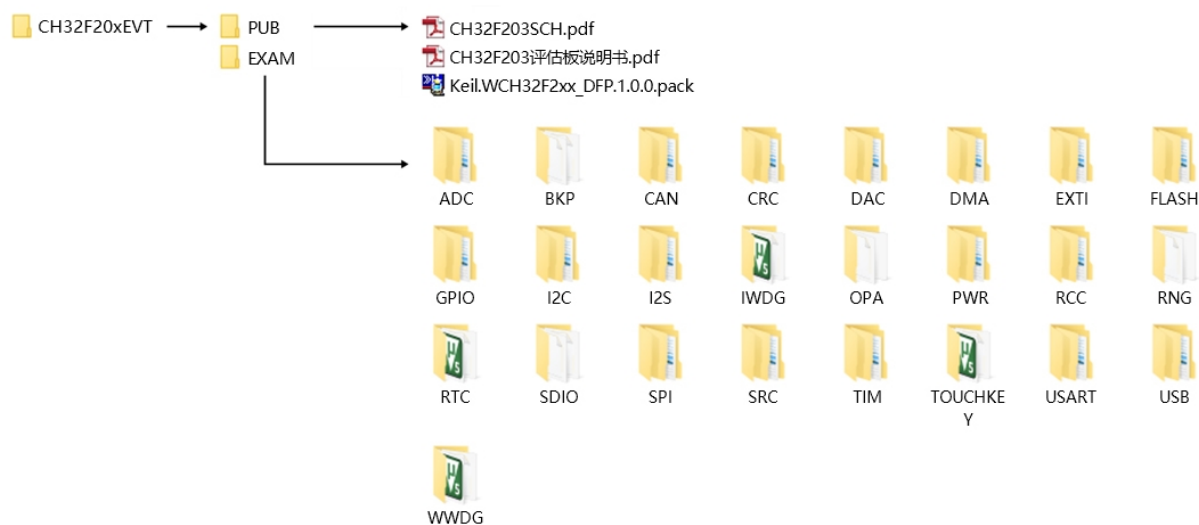 CH32F20xEVT
PUB
CH32F203SCH.pdf
EXAM
CH32F203评估板说明书.pdf
Keil.WCH32F2xx_DFP.1.0.0.pack
ADC
BKP
CAN
CRC
DAC
DMA
EXTI
FLASH
GPIO
I2C
I2S
IWDG
OPA
PWR
RCC
RNG
RTC
SDIO
SPI
SRC
TIM
TOUCHKE
Y
USART
USB
WWDG